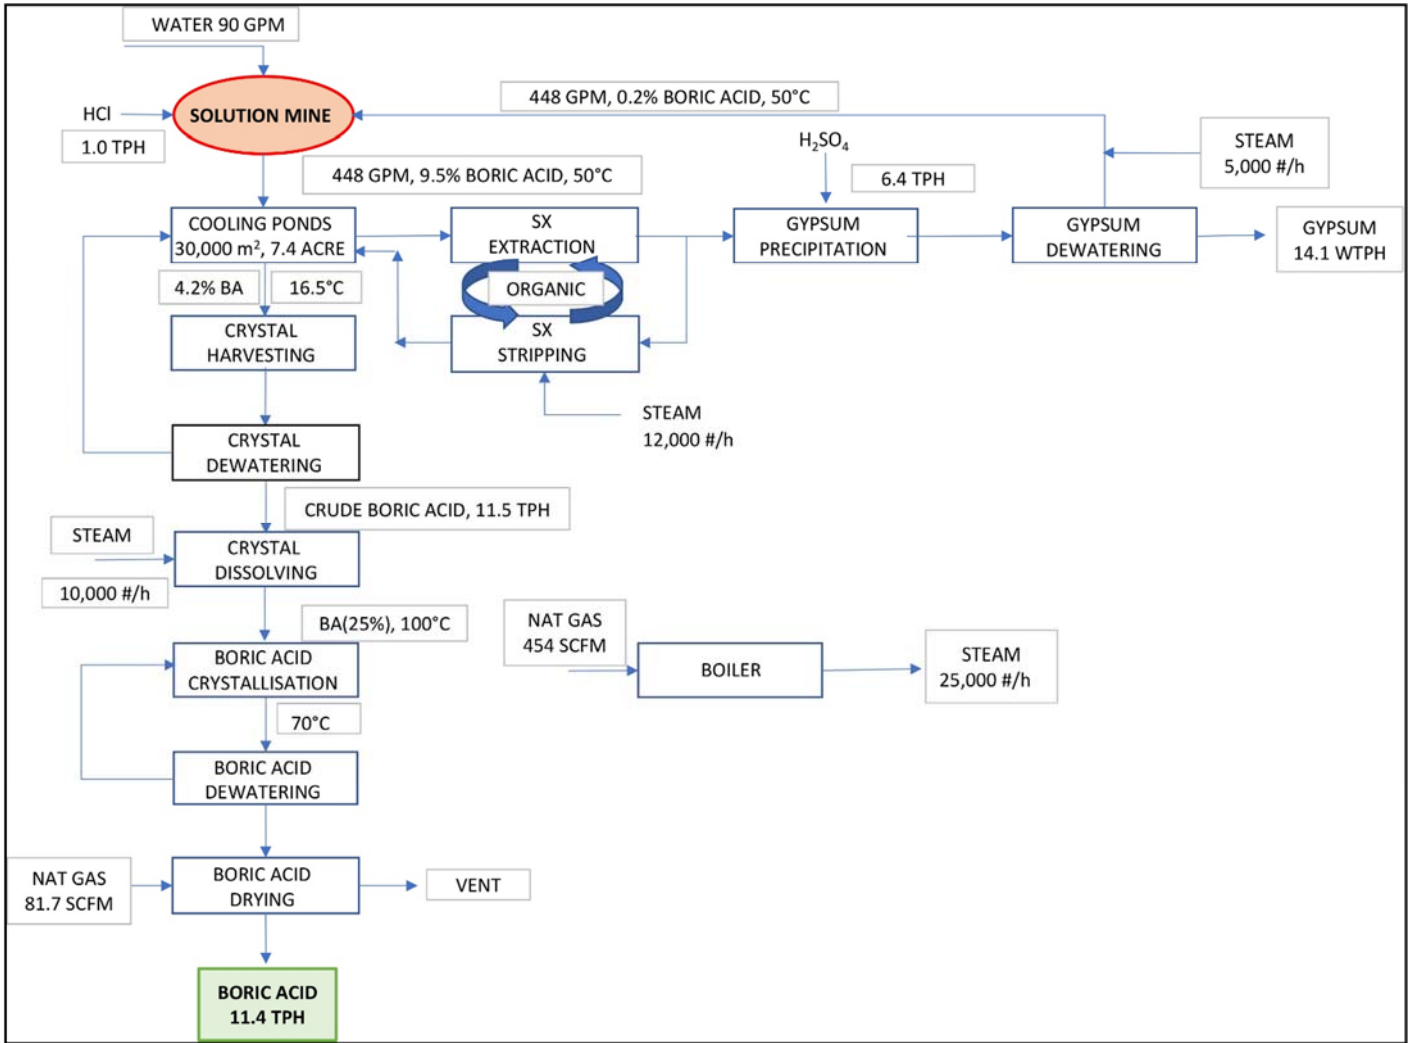 WATER 90 GPM
HCl
1.0 TPH
SOLUTION MINE
448 GPM, 0.2% BORIC ACID, 50°C
H₂SO₄
6.4 TPH
STEAM
5,000 #/h
448 GPM, 9.5% BORIC ACID, 50°C
COOLING PONDS
30,000 m², 7.4 ACRE
SX
EXTRACTION
GYPSUM
PRECIPITATION
GYPSUM
DEWATERING
GYPSUM
14.1 WTPH
4.2% BA
16.5°C
ORGANIC
CRYSTAL
HARVESTING
SX
STRIPPING
STEAM
12,000 #/h
CRYSTAL
DEWATERING
CRUDE BORIC ACID, 11.5 TPH
STEAM
10,000 #/h
CRYSTAL
DISSOLVING
BA(25%), 100°C
NAT GAS
454 SCFM
BOILER
STEAM
25,000 #/h
BORIC ACID
CRYSTALLISATION
70°C
BORIC ACID
DEWATERING
NAT GAS
81.7 SCFM
BORIC ACID
DRYING
VENT
BORIC ACID
11.4 TPH